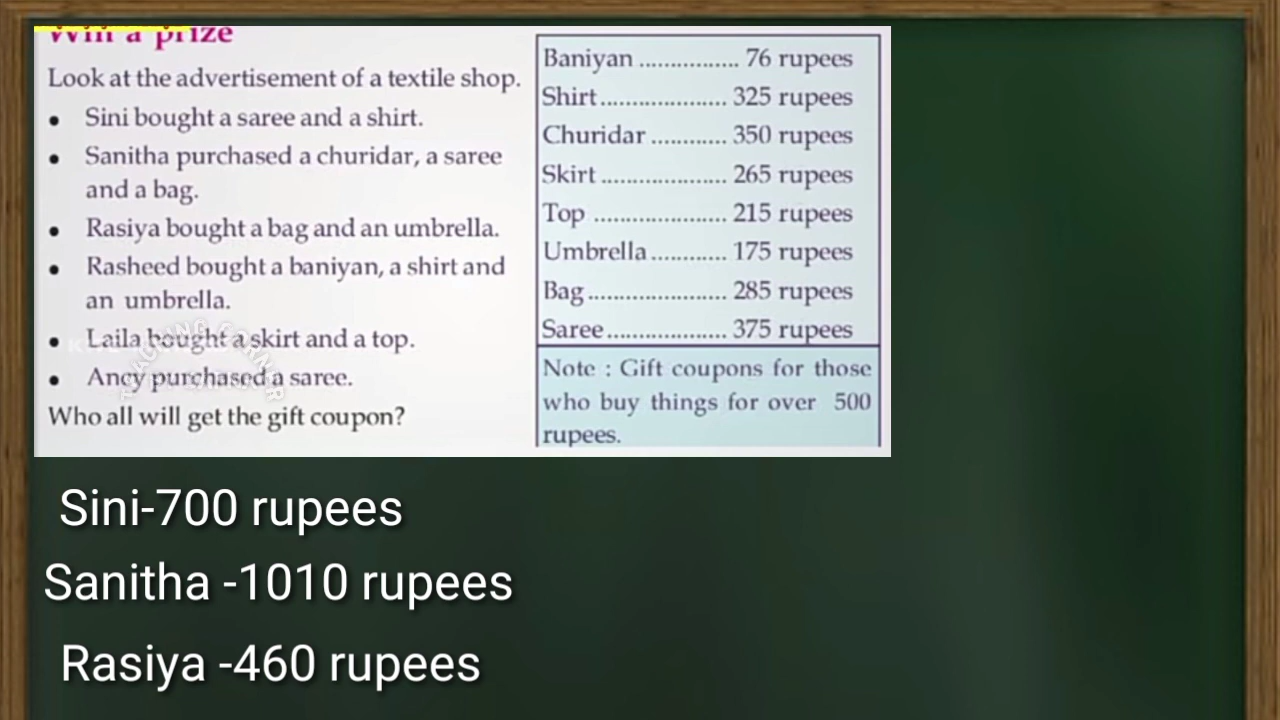 Win a prize
Look at the advertisement of a textile shop.
• Sini bought a saree and a shirt.
• Sanitha purchased a churidar, a saree
and a bag.
• Rasiya bought a bag and an umbrella.
• Rasheed bought a baniyan, a shirt and
an umbrella.
• Laila bought a skirt and a top.
• Ancy purchased a saree.
Who all will get the gift coupon?
Baniyan ................ 76 rupees
Shirt..................... 325 rupees
Churidar ............ 350 rupees
Skirt .................... 265 rupees
Top ..................... 215 rupees
Umbrella ............ 175 rupees
Bag ...................... 285 rupees
Saree................... 375 rupees
Note : Gift coupons for those
who buy things for over 500
rupees.
TEACHING CORNER
Sini-700 rupees
Sanitha -1010 rupees
Rasiya -460 rupees